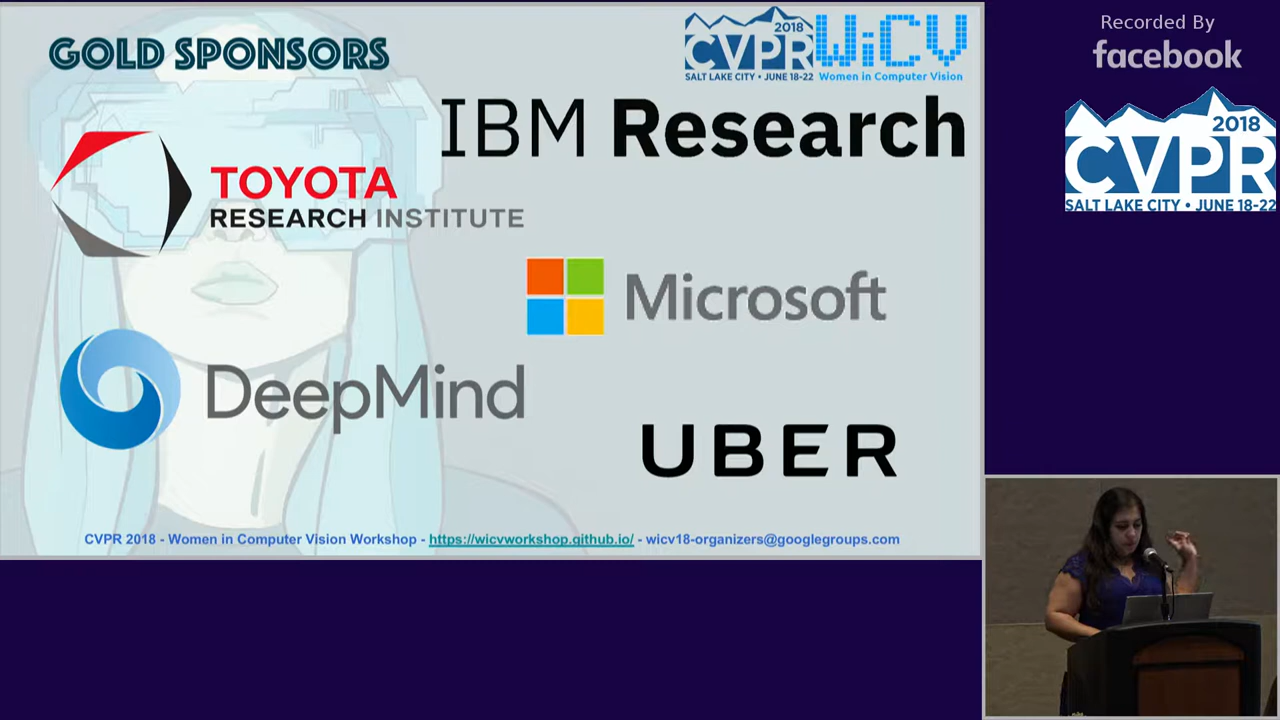 GOLD SPONSORS
2018
CVPR
SALT LAKE CITY • JUNE 18-22
WiCV
Women in Computer Vision
IBM Research
TOYOTA
RESEARCH INSTITUTE
Microsoft
DeepMind
UBER
CVPR 2018 - Women in Computer Vision Workshop - https://wicvworkshop.github.io/ - wicv18-organizers@googlegroups.com
Recorded By
facebook
2018
CVPR
SALT LAKE CITY • JUNE 18-22